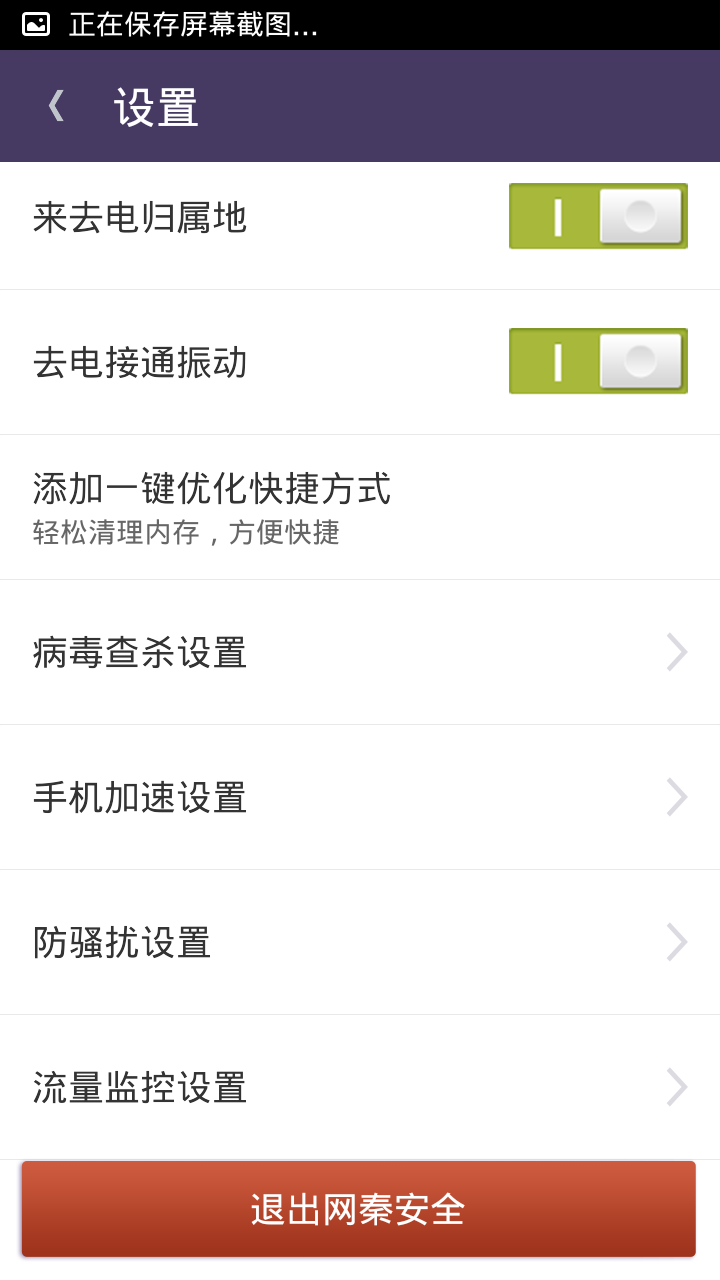 正在保存屏幕截图...
设置
来去电归属地
去电接通振动
添加一键优化快捷方式
轻松清理内存，方便快捷
病毒查杀设置
手机加速设置
防骚扰设置
流量监控设置
退出网秦安全